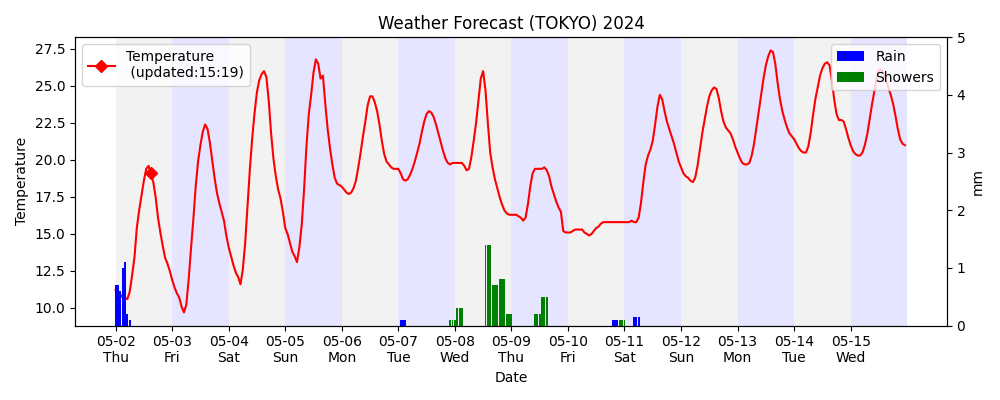 Weather Forecast (TOKYO) 2024
Temperature
(updated:15:19)
Rain
Showers
Temperature
27.5
25.0
22.5
20.0
17.5
15.0
12.5
10.0
5
4
3
2
1
0
mm
05-02 05-03 05-04 05-05 05-06 05-07 05-08 05-09 05-10 05-11 05-12 05-13 05-14 05-15
Thu Fri Sat Sun Mon Tue Wed Thu Fri Sat Sun Mon Tue Wed
Date